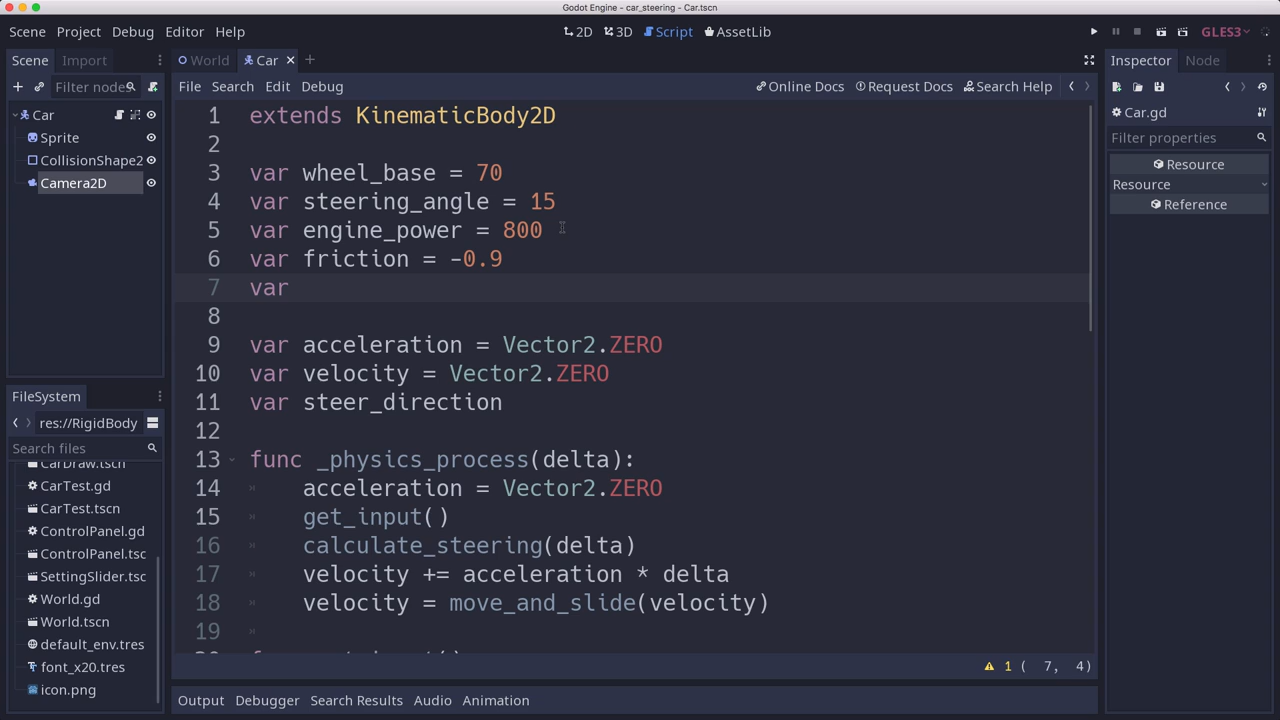 Godot Engine - car_steering - Car.tscn
Scene Project Debug Editor Help
2D 3D Script AssetLib
GLES3
Scene Import
Filter nodes
Car
Sprite
CollisionShape2
Camera2D
FileSystem
res://RigidBody
Search files
CarDraw.tscn
CarTest.gd
CarTest.tscn
ControlPanel.gd
ControlPanel.tsc
SettingSlider.tsc
World.gd
World.tscn
default_env.tres
font_x20.tres
icon.png
World Car
File Search Edit Debug
Online Docs Request Docs Search Help
1 extends KinematicBody2D
2
3 var wheel_base = 70
4 var steering_angle = 15
5 var engine_power = 800
6 var friction = -0.9
7 var
8
9 var acceleration = Vector2.ZERO
10 var velocity = Vector2.ZERO
11 var steer_direction
12
13 func _physics_process(delta):
14 acceleration = Vector2.ZERO
15 get_input()
16 calculate_steering(delta)
17 velocity += acceleration * delta
18 velocity = move_and_slide(velocity)
19
1 ( 7, 4)
Output Debugger Search Results Audio Animation
Inspector Node
Car.gd
Filter properties
Resource
Resource
Reference